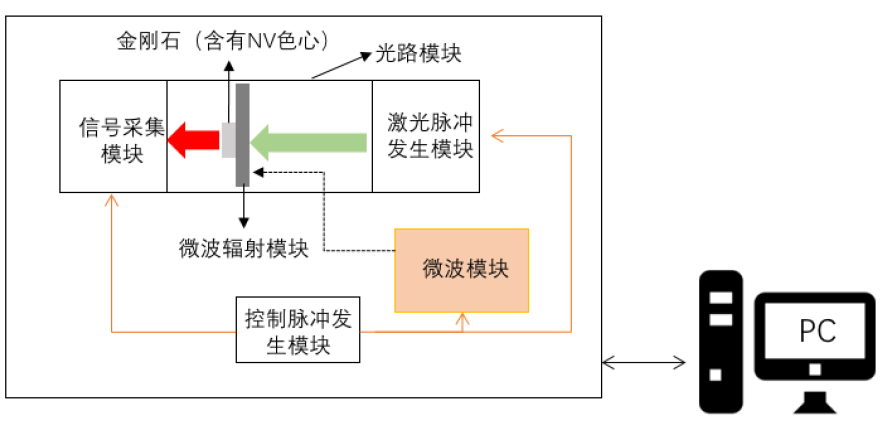 金刚石（含有NV色心）
光路模块
信号采集
模块
激光脉冲
发生模块
微波辐射模块
微波模块
控制脉冲发
生模块
PC